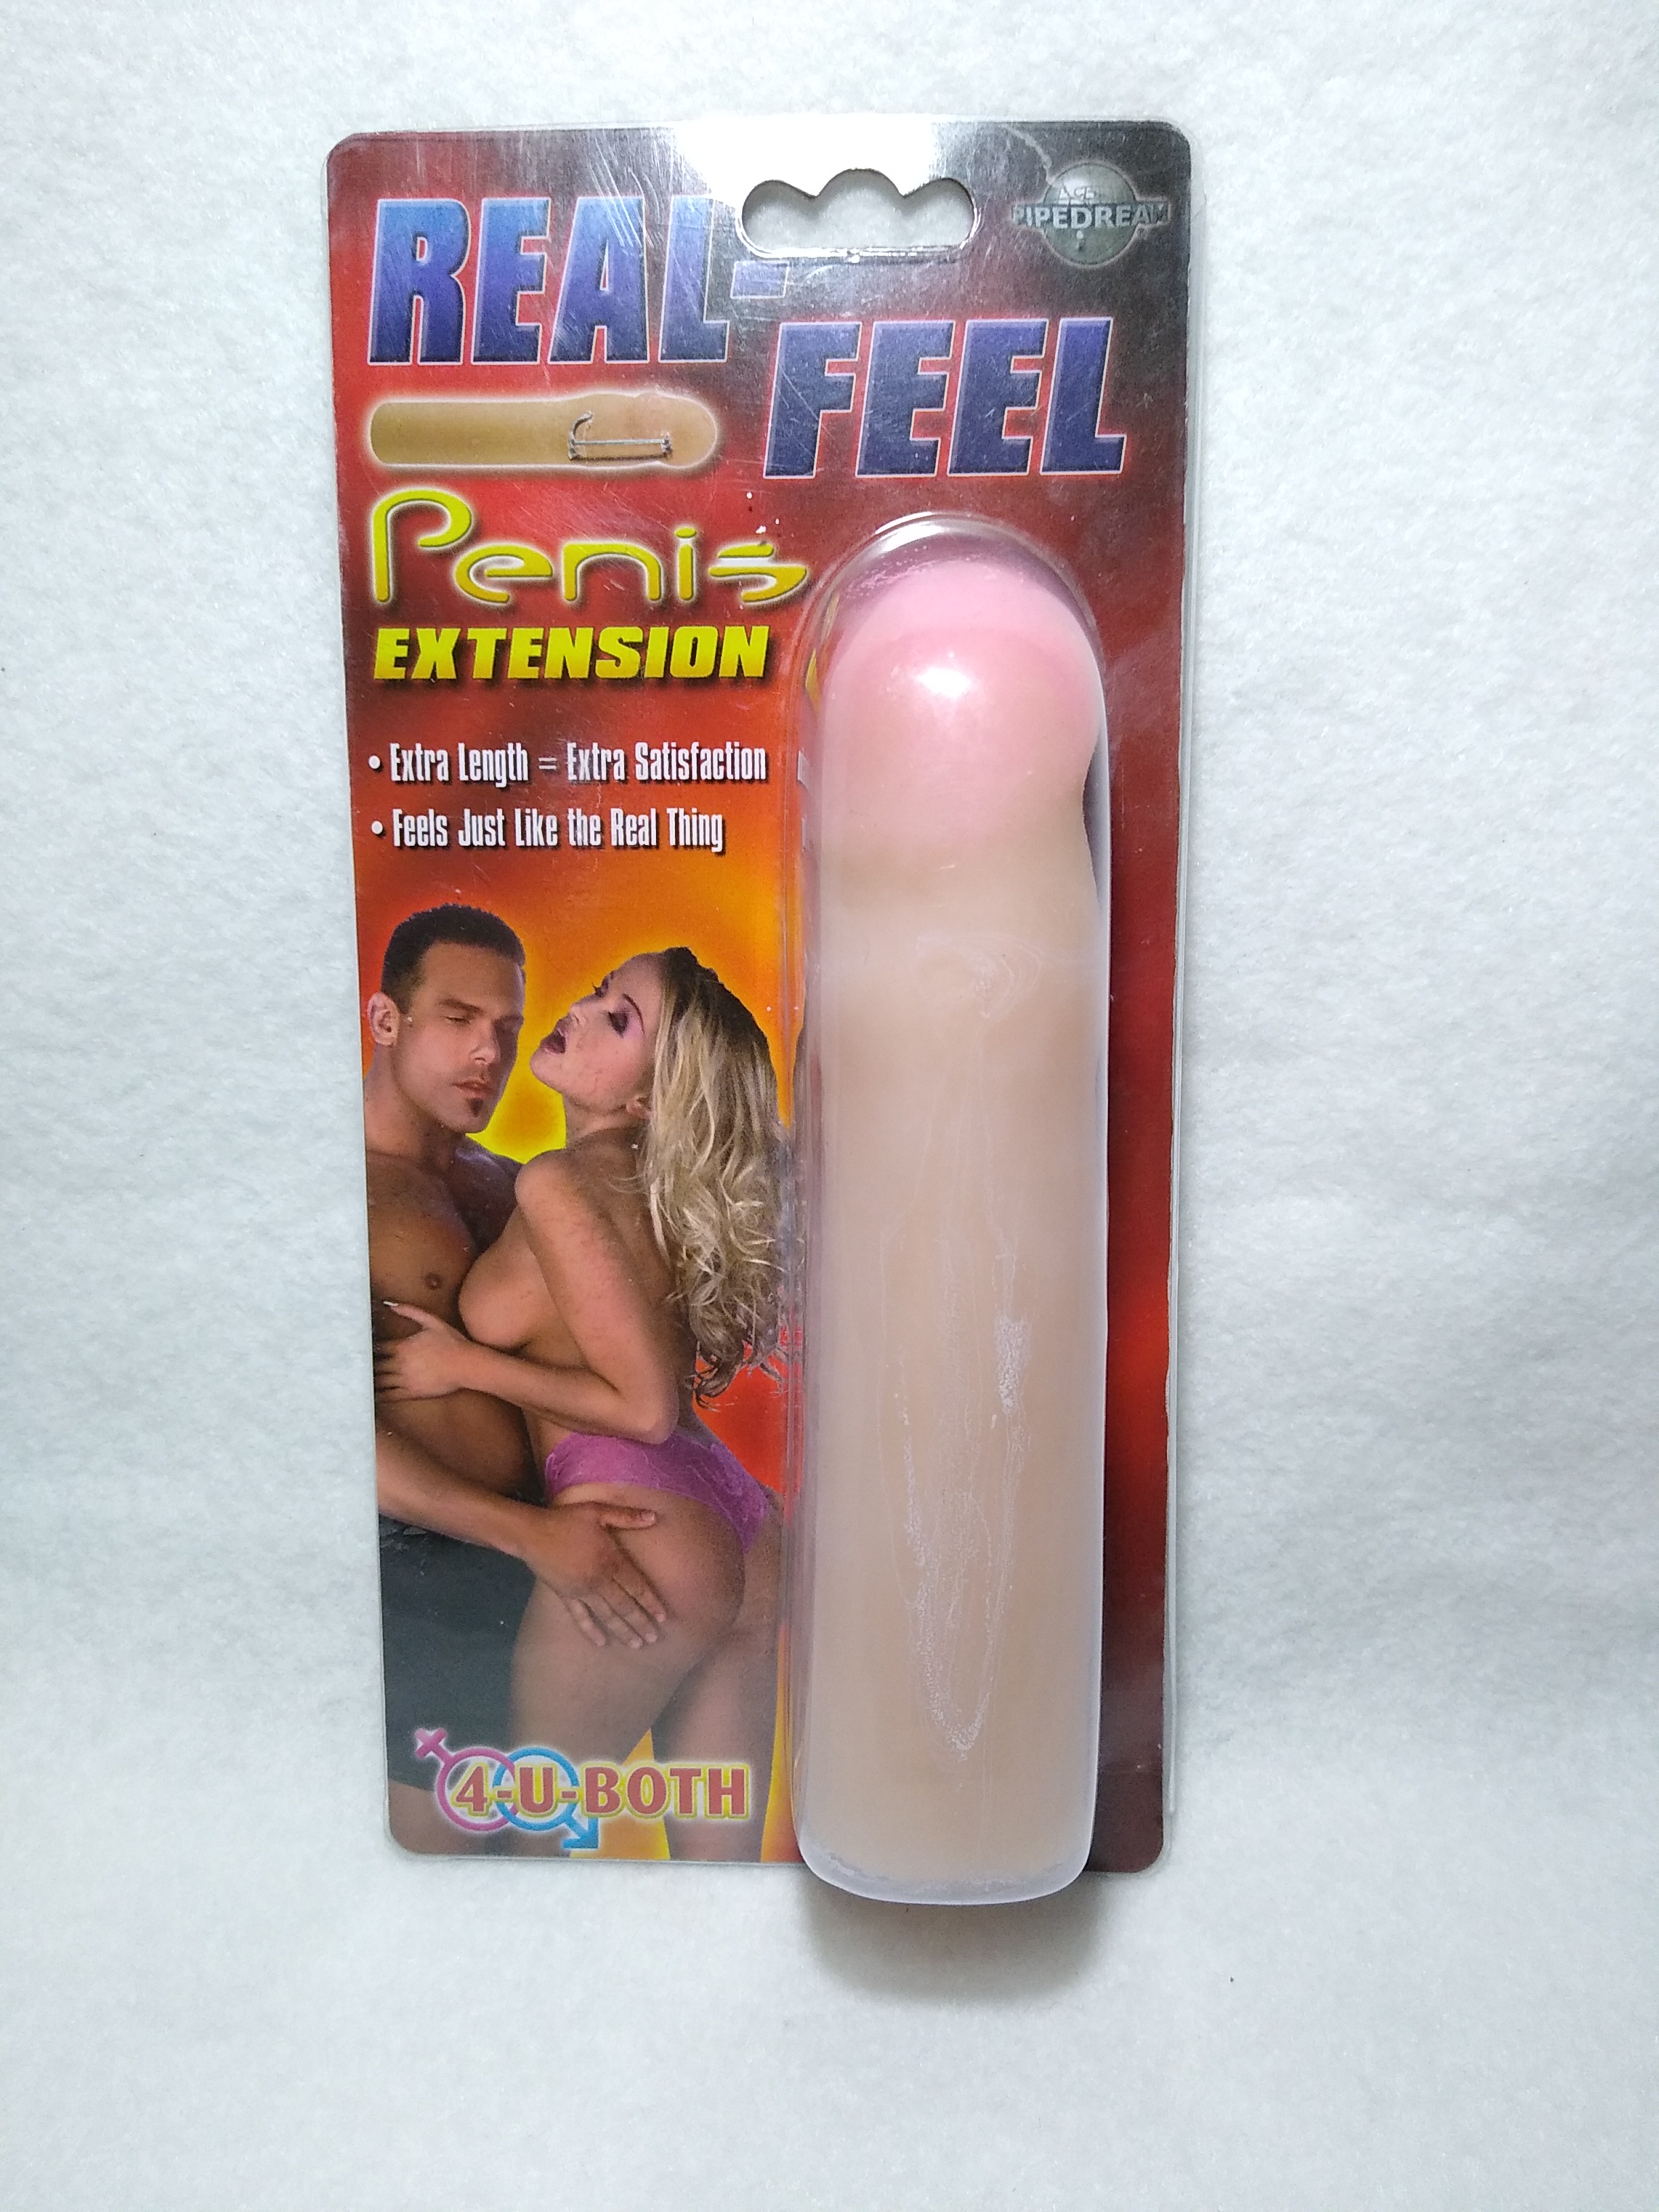 REAL-
PIPEDREAM
FEEL
Penis
EXTENSION
• Extra Length = Extra Satisfaction
• Feels Just Like the Real Thing
4-U-BOTH